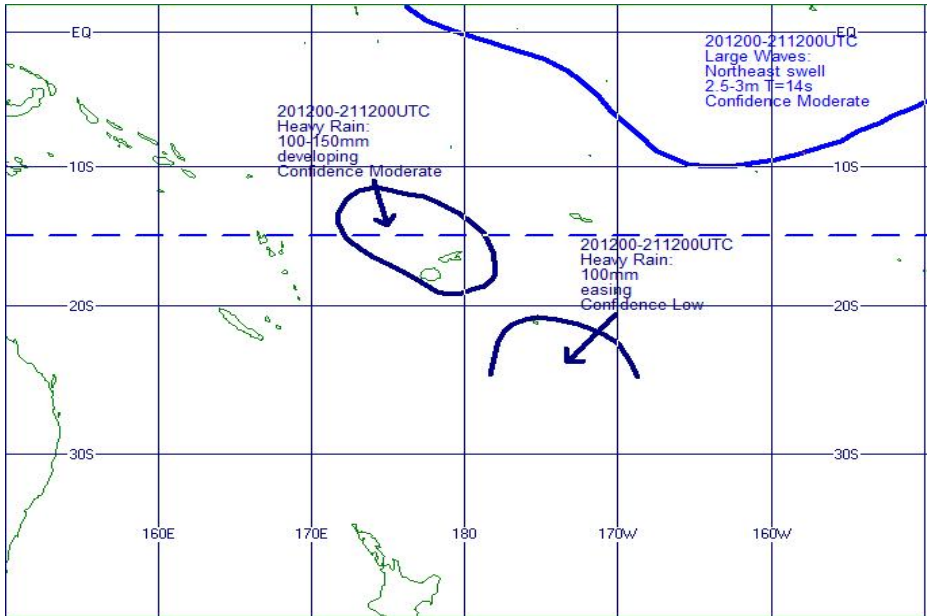 EQ
EQ
201200-211200UTC
Large Waves:
Northeast swell
2.5-3m T=14s
Confidence Moderate
201200-211200UTC
Heavy Rain:
100-150mm
developing
Confidence Moderate
10S
10S
201200-211200UTC
Heavy Rain:
100mm
easing
Confidence Low
20S
20S
30S
30S
160E
170E
180
170W
160W